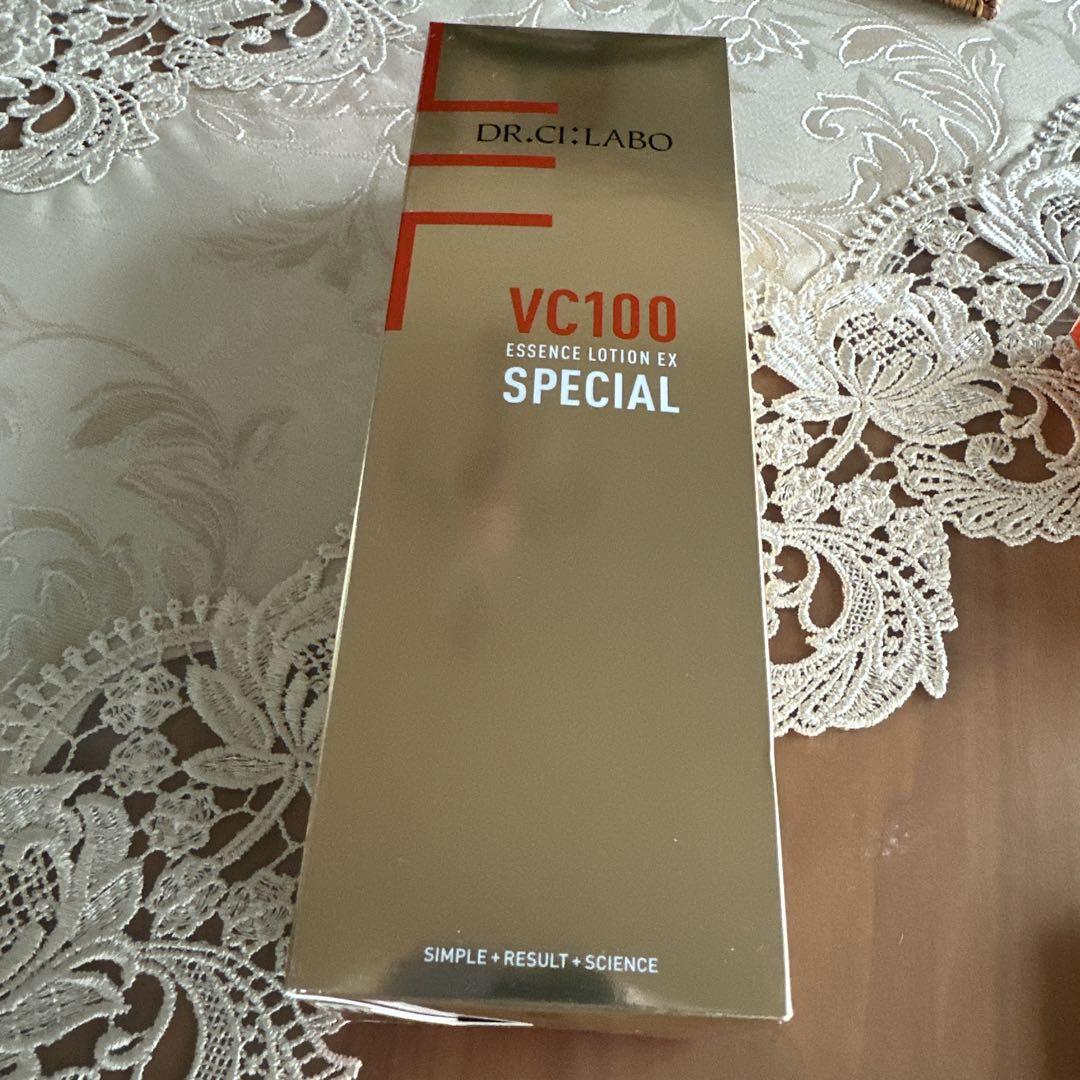 DR.CI:LABO
VC100
ESSENCE LOTION EX
SPECIAL
SIMPLE + RESULT + SCIENCE